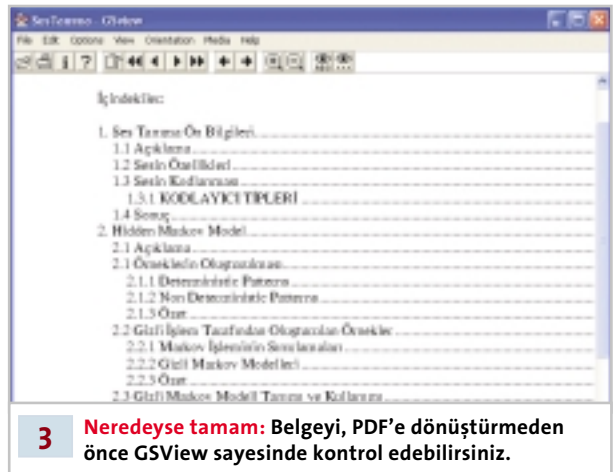 SesTanıma - GSview
File Edit Options View Orientation Media Help
İçindekiler:
1. Ses Tanıma Ön Bilgileri
1.1 Açıklama
1.2 Sesin Özellikleri
1.3 Sesin Kodlanması
1.3.1 KODLAYICI TİPLERİ
1.4 Sonuç
2. Hidden Markov Model
2.1 Açıklama
2.1 Örneklerin Oluşturulması
2.1.1 Deterministic Patterns
2.1.2 Non Deterministic Patterns
2.1.3 Özet
2.2 Gizli İşlem Tarafından Oluşturulan Örnekler
2.2.1 Markov İşleminin Sınırlamaları
2.2.2 Gizli Markov Modelleri
2.2.3 Özet
2.3 Gizli Markov Modeli Tanımı ve Kullanımı
3 Neredeyse tamam: Belgeyi, PDF'e dönüştürmeden
önce GSView sayesinde kontrol edebilirsiniz.